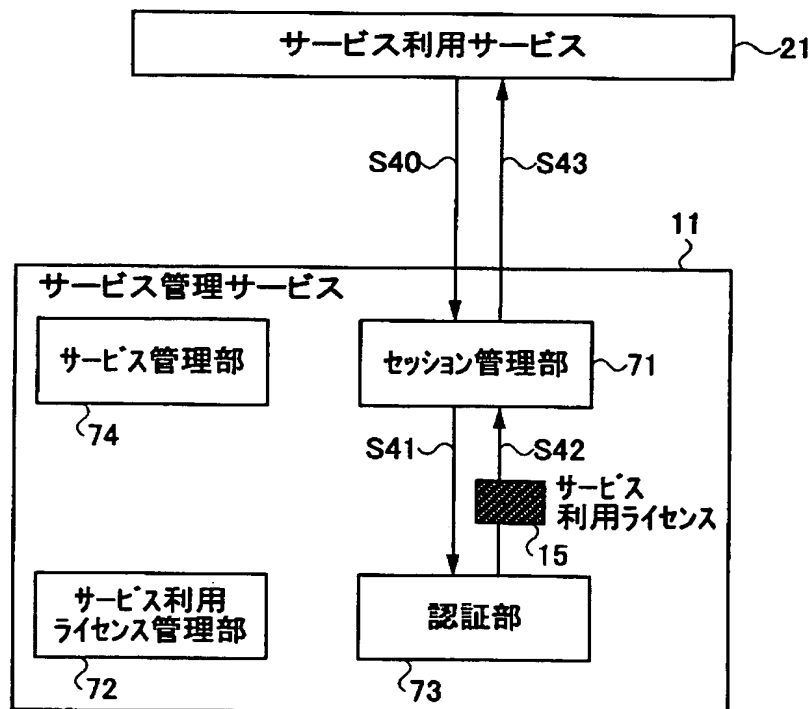 サービス利用サービス
21
S40
S43
11
サービス管理サービス
サービス管理部
74
セッション管理部
71
S41
S42
サービス
利用ライセンス
15
サービス利用
ライセンス管理部
72
認証部
73